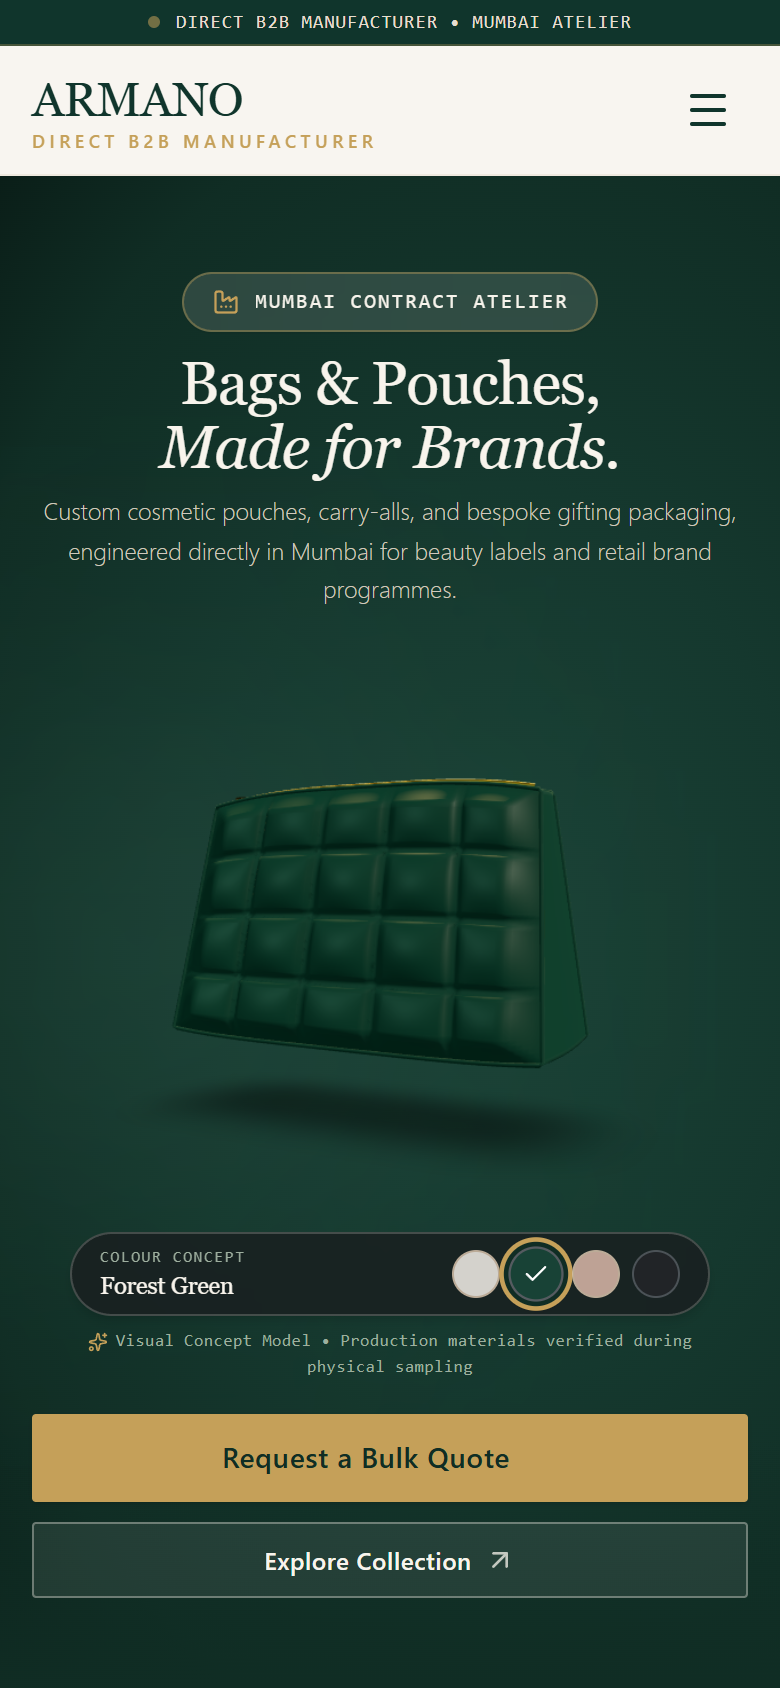 DIRECT B2B MANUFACTURER • MUMBAI ATELIER
ARMANO
DIRECT B2B MANUFACTURER
MUMBAI CONTRACT ATELIER
Bags & Pouches,
Made for Brands.
Custom cosmetic pouches, carry-alls, and bespoke gifting packaging,
engineered directly in Mumbai for beauty labels and retail brand
programmes.
COLOUR CONCEPT
Forest Green
Visual Concept Model • Production materials verified during
physical sampling
Request a Bulk Quote
Explore Collection